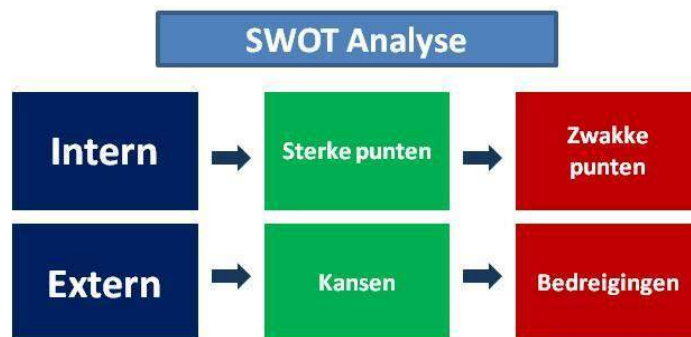 SWOT Analyse
Intern
Sterke punten
Zwakke
punten
Extern
Kansen
Bedreigingen